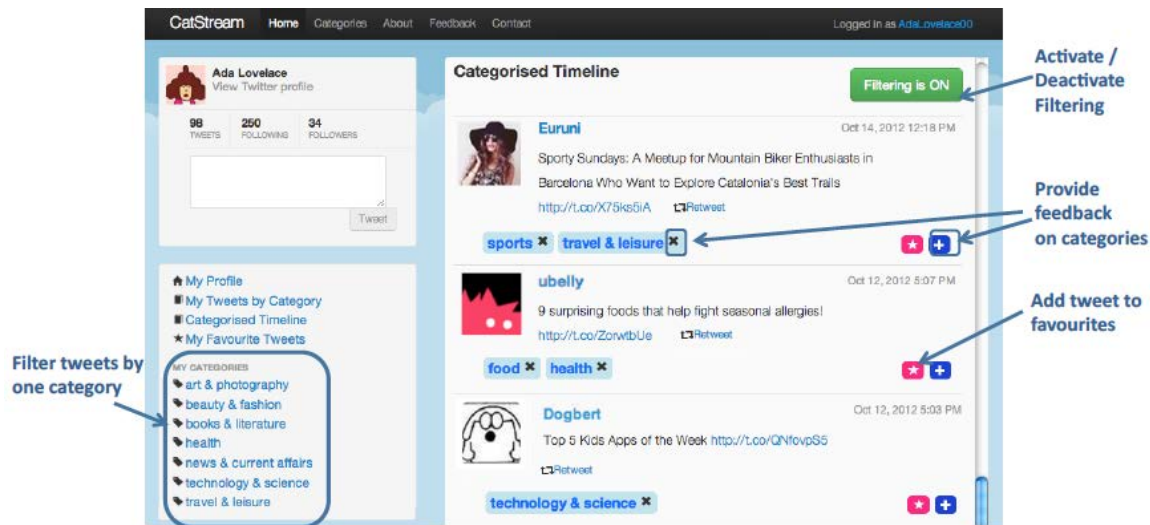 CatStream Home Categories About Feedback Contact Logged in as AdaLovelace00
Ada Lovelace
View Twitter profile
98 250 34
TWEETS FOLLOWING FOLLOWERS
Tweet
My Profile
My Tweets by Category
Categorised Timeline
My Favourite Tweets
MY CATEGORIES
art & photography
beauty & fashion
books & literature
health
news & current affairs
technology & science
travel & leisure
Filter tweets by
one category
Categorised Timeline
Filtering is ON
Euruni Oct 14, 2012 12:18 PM
Sporty Sundays: A Meetup for Mountain Biker Enthusiasts in
Barcelona Who Want to Explore Catalonia's Best Trails
http://t.co/X75ks5iA Retweet
sports travel & leisure
ubelly Oct 12, 2012 5:07 PM
9 surprising foods that help fight seasonal allergies!
http://t.co/ZorwtbUe Retweet
food health
Dogbert Oct 12, 2012 5:03 PM
Top 5 Kids Apps of the Week http://t.co/QNfovpS5
Retweet
technology & science
Activate /
Deactivate
Filtering
Provide
feedback
on categories
Add tweet to
favourites